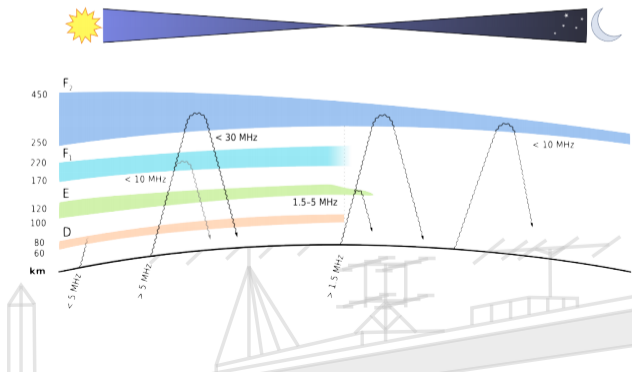 F₂
450
< 30 MHz
250
< 10 MHz
F₁
220
< 10 MHz
170
E
1.5–5 MHz
120
100
D
80
60
km
< 5 MHz
> 5 MHz
> 1 5 MHz